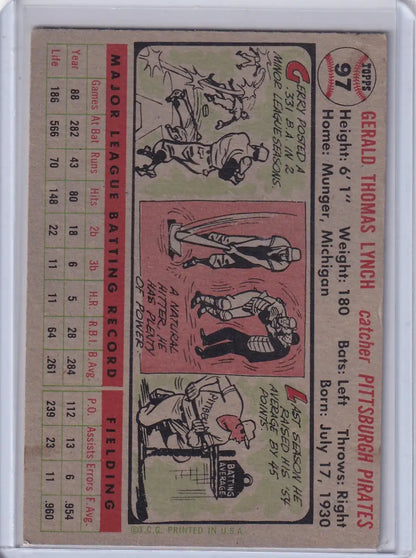 TOPPS
97
GERALD THOMAS LYNCH catcher PITTSBURGH PIRATES
Height: 6'1" Weight: 180 Bats: Left Throws: Right
Home: Munger, Michigan Born: July 17, 1930
GERRY POSTED A
.331 B.A. IN 2
MINOR LEAGUE SEASONS.
A NATURAL
HITTER, HE
HAS PLENTY
OF POWER.
LAST SEASON HE
RAISED HIS '54
AVERAGE BY 45
POINTS
BATTING
AVERAGE
MAJOR LEAGUE BATTING RECORD FIELDING
Games At Bat Runs Hits 2b 3b H.R. R.B.I. B.Avg. P.O. Assists Errors F.Avg.
Year 88 282 43 80 18 6 5 28 .284 112 13 6 .954
Life 186 566 70 148 22 11 11 64 .261 239 23 11 .960
©T.C.G. PRINTED IN U.S.A.